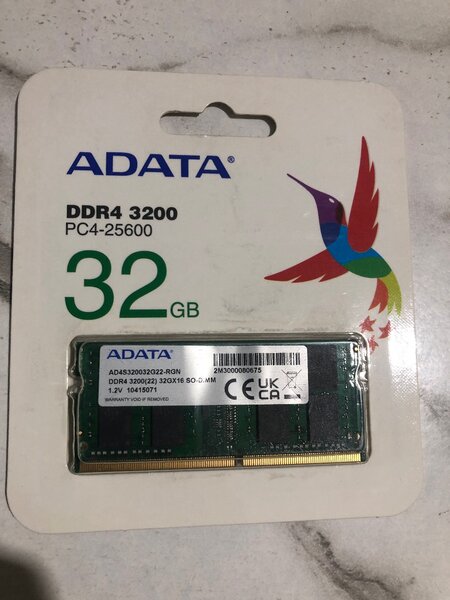 ADATA®
DDR4 3200
PC4-25600
32GB
ADATA®
AD4S320032G22-RGN
2M3000080675
DDR4 3200(22) 32GX16 SO-DIMM
1.2V 10415071
WARRANTY VOID IF REMOVED
CE UK CA